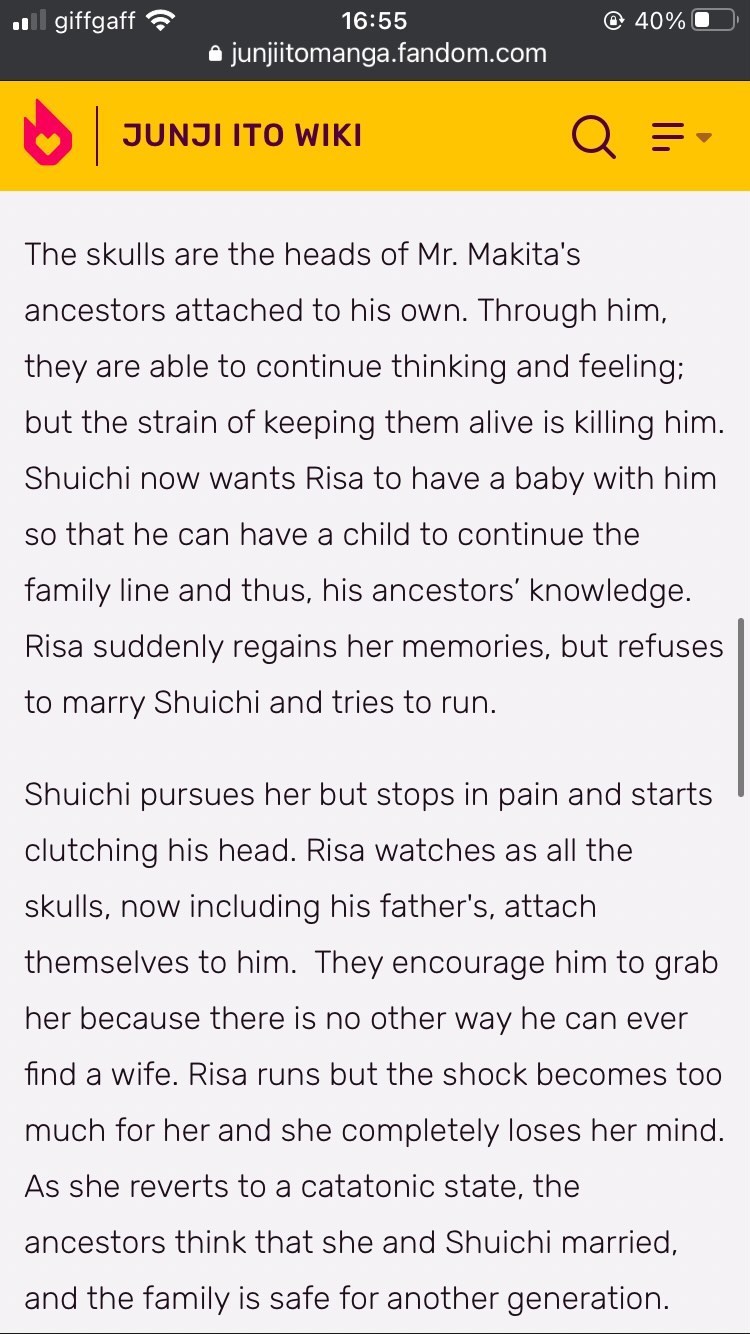 giffgaff 16:55 40%
junjiitomanga.fandom.com
JUNJI ITO WIKI
The skulls are the heads of Mr. Makita's
ancestors attached to his own. Through him,
they are able to continue thinking and feeling;
but the strain of keeping them alive is killing him.
Shuichi now wants Risa to have a baby with him
so that he can have a child to continue the
family line and thus, his ancestors’ knowledge.
Risa suddenly regains her memories, but refuses
to marry Shuichi and tries to run.
Shuichi pursues her but stops in pain and starts
clutching his head. Risa watches as all the
skulls, now including his father's, attach
themselves to him.  They encourage him to grab
her because there is no other way he can ever
find a wife. Risa runs but the shock becomes too
much for her and she completely loses her mind.
As she reverts to a catatonic state, the
ancestors think that she and Shuichi married,
and the family is safe for another generation.